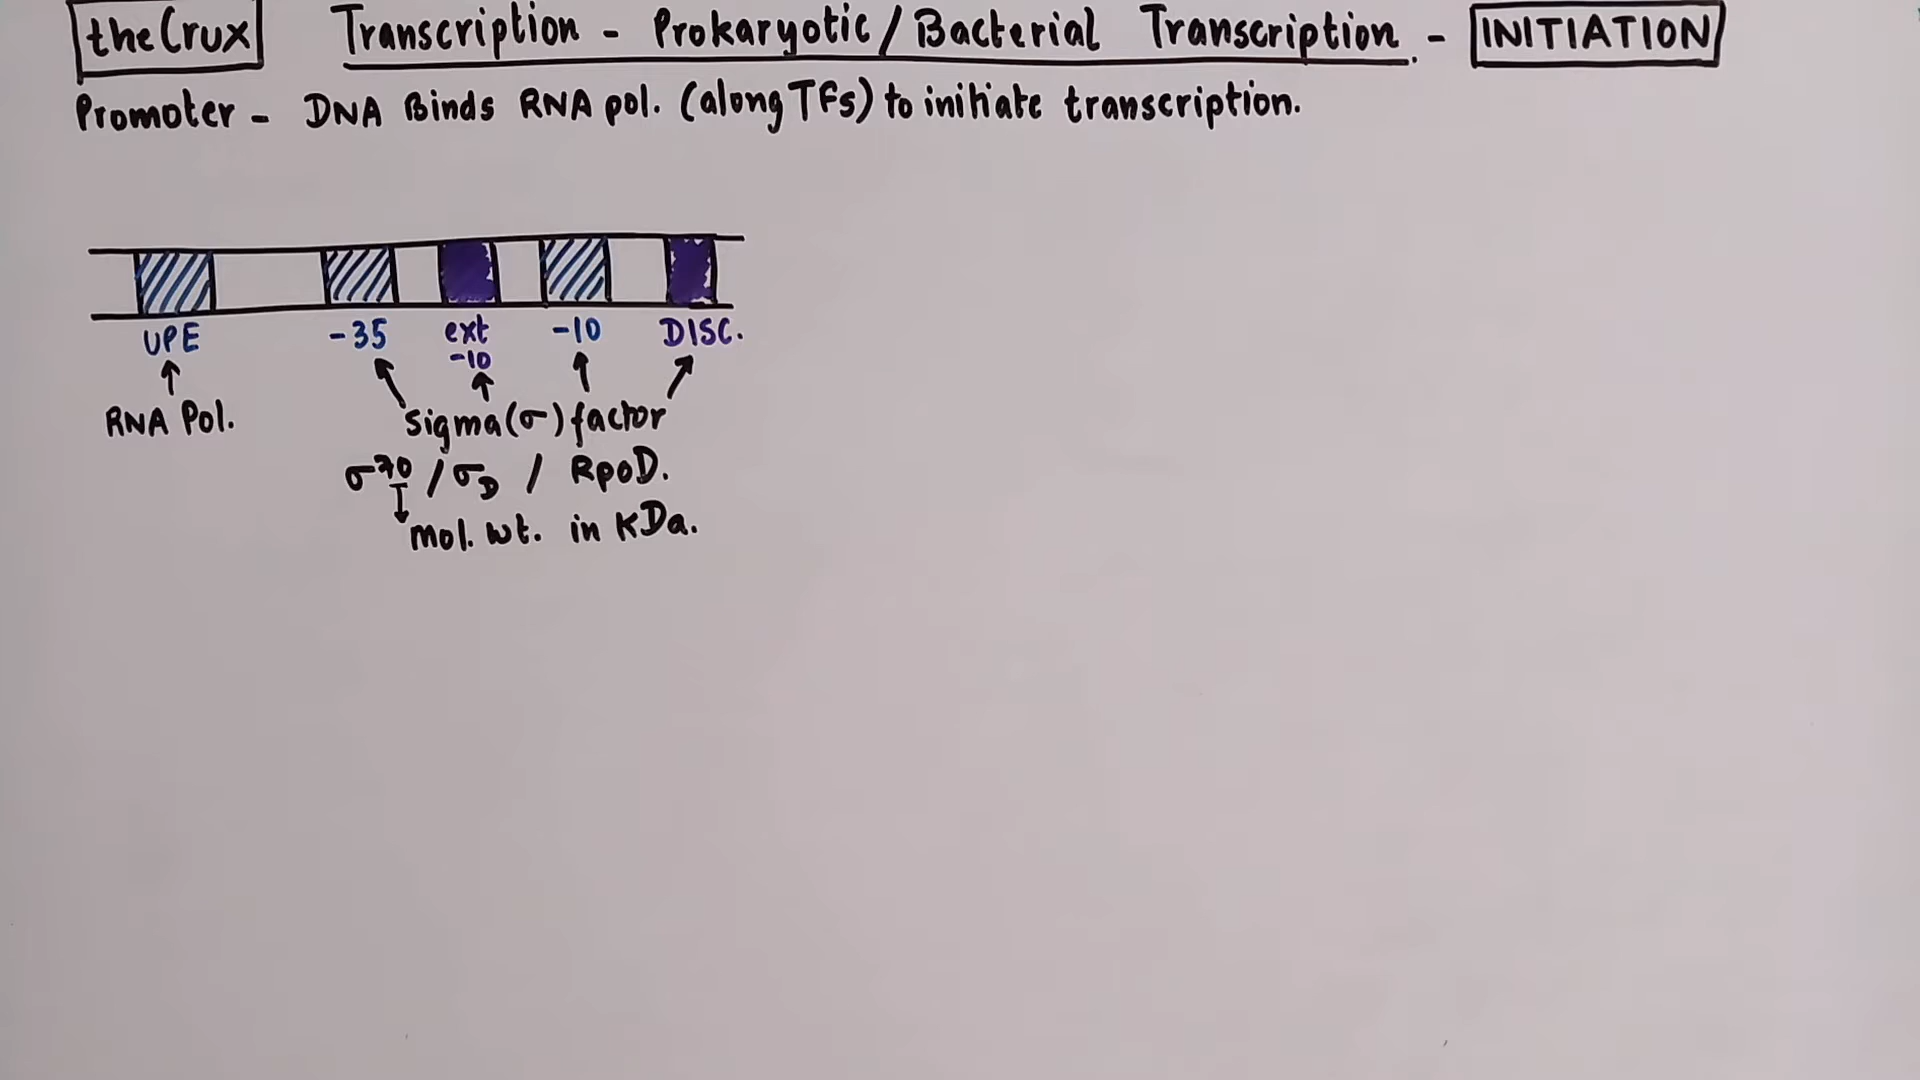 theCrux Transcription - Prokaryotic/Bacterial Transcription. - INITIATION
Promoter - DNA Binds RNA pol. (along TFs) to initiate transcription.
UPE -35 ext -10 -10 DISC.
RNA Pol. Sigma(σ) factor
σ70 / σD / RpoD.
mol. wt. in KDa.